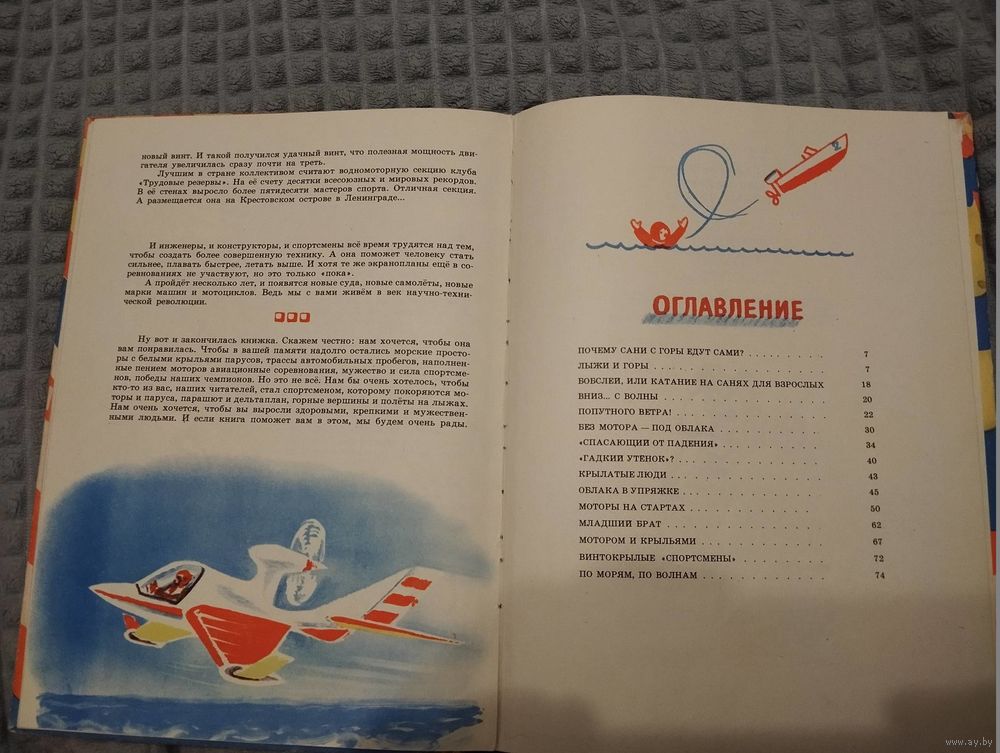 новый винт. И такой получился удачный винт, что полезная мощность дви-
гателя увеличилась сразу почти на треть.
Лучшим в стране коллективом считают водномоторную секцию клуба
«Трудовые резервы». На её счету десятки всесоюзных и мировых рекордов.
В её стенах выросло более пятидесяти мастеров спорта. Отличная секция.
А размещается она на Крестовском острове в Ленинграде...
И инженеры, и конструкторы, и спортсмены всё время трудятся над тем,
чтобы создать более совершенную технику. А она поможет человеку стать
сильнее, плавать быстрее, летать выше. И хотя те же экранопланы ещё в со-
ревнованиях не участвуют, но это только «пока».
А пройдёт несколько лет, и появятся новые суда, новые самолёты, новые
марки машин и мотоциклов. Ведь мы с вами живём в век научно-техни-
ческой революции.
Ну вот и закончилась книжка. Скажем честно: нам хочется, чтобы она
вам понравилась. Чтобы в вашей памяти надолго остались морские просто-
ры с белыми крыльями парусов, трассы автомобильных пробегов, наполнен-
ные пением моторов авиационные соревнования, мужество и сила спортсме-
нов, победы наших чемпионов. Но это не всё. Нам бы очень хотелось, чтобы
кто-то из вас, наших читателей, стал спортсменом, которому покоряются мо-
торы и паруса, парашют и дельтаплан, горные вершины и полёты на лыжах.
Нам очень хочется, чтобы вы выросли здоровыми, крепкими и мужествен-
ными людьми. И если книга поможет вам в этом, мы будем очень рады.
2
ОГЛАВЛЕНИЕ
ПОЧЕМУ САНИ С ГОРЫ ЕДУТ САМИ? . . . . . . . . . 7
ЛЫЖИ И ГОРЫ . . . . . . . . . . . . . . . . . . . 7
БОБСЛЕЙ, ИЛИ КАТАНИЕ НА САНЯХ ДЛЯ ВЗРОСЛЫХ 18
ВНИЗ... С ВОЛНЫ . . . . . . . . . . . . . . . . . 20
ПОПУТНОГО ВЕТРА! . . . . . . . . . . . . . . . . 22
БЕЗ МОТОРА — ПОД ОБЛАКА . . . . . . . . . . . . 30
«СПАСАЮЩИЙ ОТ ПАДЕНИЯ» . . . . . . . . . . . . 34
«ГАДКИЙ УТЁНОК»? . . . . . . . . . . . . . . . . 40
КРЫЛАТЫЕ ЛЮДИ . . . . . . . . . . . . . . . . . 43
ОБЛАКА В УПРЯЖКЕ . . . . . . . . . . . . . . . . 45
МОТОРЫ НА СТАРТАХ . . . . . . . . . . . . . . . 50
МЛАДШИЙ БРАТ . . . . . . . . . . . . . . . . . . 62
МОТОРОМ И КРЫЛЬЯМИ . . . . . . . . . . . . . . 67
ВИНТОКРЫЛЫЕ «СПОРТСМЕНЫ» . . . . . . . . . . 72
ПО МОРЯМ, ПО ВОЛНАМ . . . . . . . . . . . . . . 74
www.ay.by